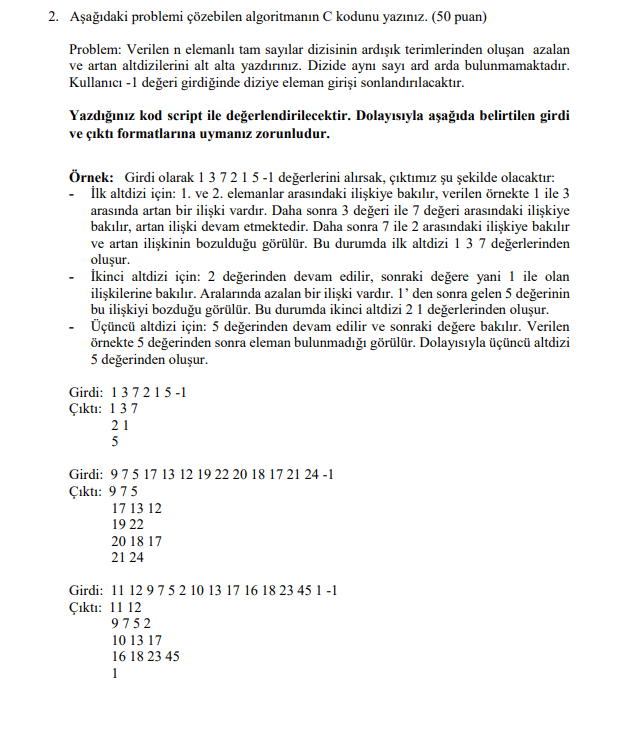 2. Aşağıdaki problemi çözebilen algoritmanın C kodunu yazınız. (50 puan)
Problem: Verilen n elemanlı tam sayılar dizisinin ardışık terimlerinden oluşan azalan
ve artan altdizilerini alt alta yazdırınız. Dizide aynı sayı ard arda bulunmamaktadır.
Kullanıcı -1 değeri girdiğinde diziye eleman girişi sonlandırılacaktır.
Yazdığınız kod script ile değerlendirilecektir. Dolayısıyla aşağıda belirtilen girdi
ve çıktı formatlarına uymanız zorunludur.
Örnek: Girdi olarak 1 3 7 2 1 5 -1 değerlerini alırsak, çıktımız şu şekilde olacaktır:
- İlk altdizi için: 1. ve 2. elemanlar arasındaki ilişkiye bakılır, verilen örnekte 1 ile 3
arasında artan bir ilişki vardır. Daha sonra 3 değeri ile 7 değeri arasındaki ilişkiye
bakılır, artan ilişki devam etmektedir. Daha sonra 7 ile 2 arasındaki ilişkiye bakılır
ve artan ilişkinin bozulduğu görülür. Bu durumda ilk altdizi 1 3 7 değerlerinden
oluşur.
- İkinci altdizi için: 2 değerinden devam edilir, sonraki değere yani 1 ile olan
ilişkilerine bakılır. Aralarında azalan bir ilişki vardır. 1’ den sonra gelen 5 değerinin
bu ilişkiyi bozduğu görülür. Bu durumda ikinci altdizi 2 1 değerlerinden oluşur.
- Üçüncü altdizi için: 5 değerinden devam edilir ve sonraki değere bakılır. Verilen
örnekte 5 değerinden sonra eleman bulunmadığı görülür. Dolayısıyla üçüncü altdizi
5 değerinden oluşur.
Girdi: 1 3 7 2 1 5 -1
Çıktı: 1 3 7
2 1
5
Girdi: 9 7 5 17 13 12 19 22 20 18 17 21 24 -1
Çıktı: 9 7 5
17 13 12
19 22
20 18 17
21 24
Girdi: 11 12 9 7 5 2 10 13 17 16 18 23 45 1 -1
Çıktı: 11 12
9 7 5 2
10 13 17
16 18 23 45
1